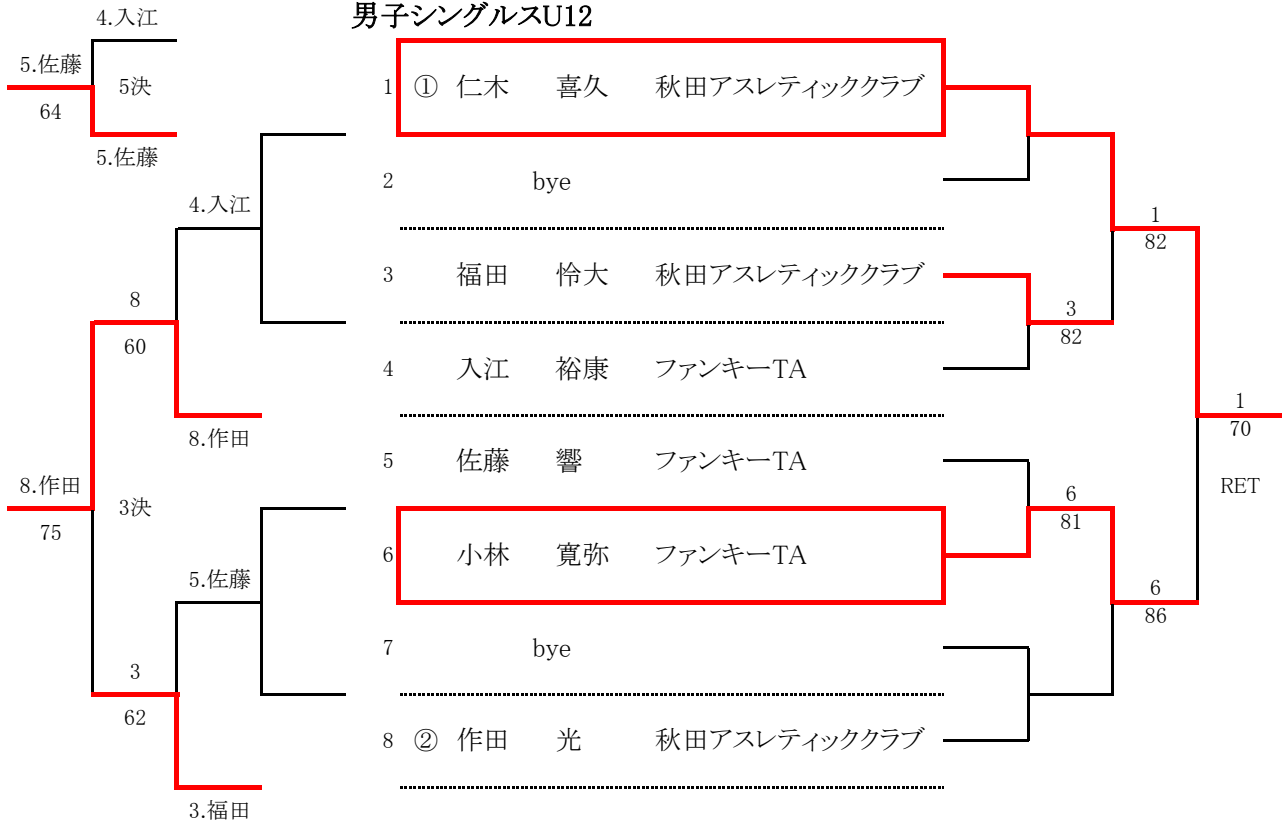 男子シングルスU12
4.入江
5.佐藤
5決
64
5.佐藤
4.入江
8
60
8.作田
8.作田
3決
75
5.佐藤
3
62
3.福田
1 ① 仁木 喜久 秋田アスレティッククラブ
2 bye
3 福田 怜大 秋田アスレティッククラブ
4 入江 裕康 ファンキーTA
5 佐藤 響 ファンキーTA
6 小林 寛弥 ファンキーTA
7 bye
8 ② 作田 光 秋田アスレティッククラブ
1
82
3
82
6
81
6
86
1
70
RET